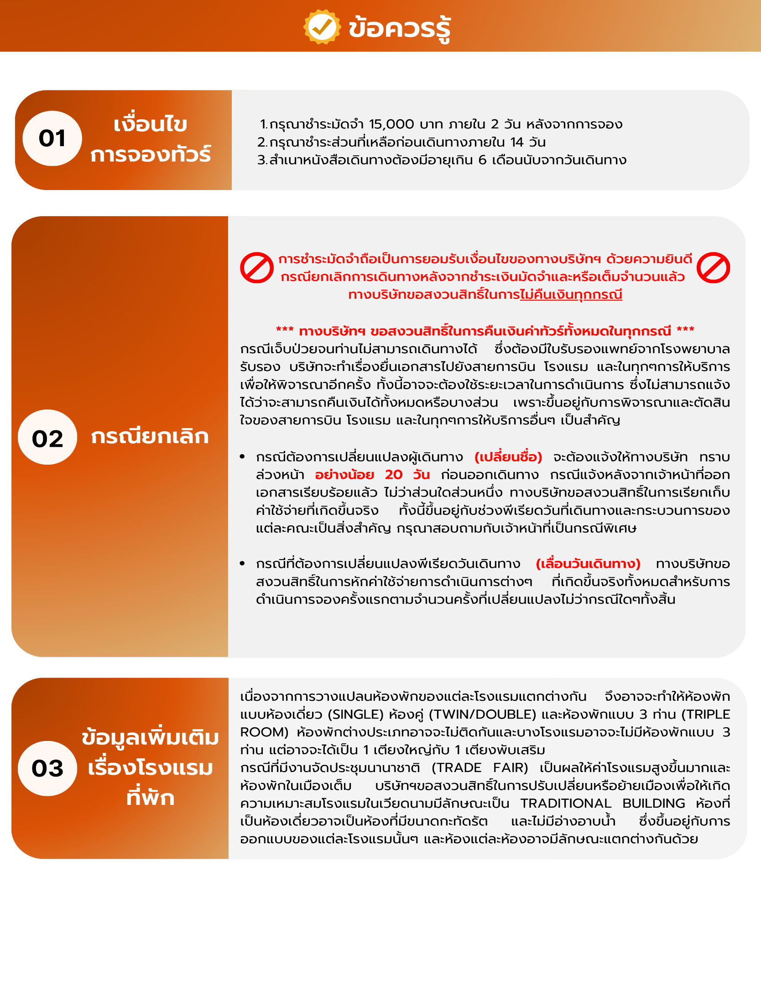 ข้อควรรู้
01
เงื่อนไข
การจองทัวร์
1. กรุณาชำระมัดจำ 15,000 บาท ภายใน 2 วัน หลังจากการจอง
2. กรุณาชำระส่วนที่เหลือก่อนเดินทางภายใน 14 วัน
3. สำเนาหนังสือเดินทางต้องมีอายุเกิน 6 เดือนนับจากวันเดินทาง
02
กรณียกเลิก
การชำระมัดจำถือเป็นการยอมรับเงื่อนไขของทางบริษัทฯ ด้วยความยินดี
กรณียกเลิกการเดินทางหลังจากชำระเงินมัดจำและหรือเต็มจำนวนแล้ว
ทางบริษัทขอสงวนสิทธิ์ในการไม่คืนเงินทุกกรณี
*** ทางบริษัทฯ ขอสงวนสิทธิ์ในการคืนเงินค่าทัวร์ทั้งหมดในทุกกรณี ***
กรณีเจ็บป่วยจนท่านไม่สามารถเดินทางได้ ซึ่งต้องมีใบรับรองแพทย์จากโรงพยาบาล
รับรอง บริษัทจะทำเรื่องยื่นเอกสารไปยังสายการบิน โรงแรม และในทุกๆการให้บริการ
เพื่อให้พิจารณาอีกครั้ง ทั้งนี้อาจจะต้องใช้ระยะเวลาในการดำเนินการ ซึ่งไม่สามารถแจ้ง
ได้ว่าจะสามารถคืนเงินได้ทั้งหมดหรือบางส่วน เพราะขึ้นอยู่กับการพิจารณาและตัดสิน
ใจของสายการบิน โรงแรม และในทุกๆการให้บริการอื่นๆ เป็นสำคัญ
• กรณีต้องการเปลี่ยนแปลงผู้เดินทาง (เปลี่ยนชื่อ) จะต้องแจ้งให้ทางบริษัท ทราบ
ล่วงหน้า อย่างน้อย 20 วัน ก่อนออกเดินทาง กรณีแจ้งหลังจากเจ้าหน้าที่ออก
เอกสารเรียบร้อยแล้ว ไม่ว่าส่วนใดส่วนหนึ่ง ทางบริษัทขอสงวนสิทธิ์ในการเรียกเก็บ
ค่าใช้จ่ายที่เกิดขึ้นจริง ทั้งนี้ขึ้นอยู่กับช่วงพีเรียดวันที่เดินทางและกระบวนการของ
แต่ละคณะเป็นสิ่งสำคัญ กรุณาสอบถามกับเจ้าหน้าที่เป็นกรณีพิเศษ
• กรณีที่ต้องการเปลี่ยนแปลงพีเรียดวันเดินทาง (เลื่อนวันเดินทาง) ทางบริษัทขอ
สงวนสิทธิ์ในการหักค่าใช้จ่ายการดำเนินการต่างๆ ที่เกิดขึ้นจริงทั้งหมดสำหรับการ
ดำเนินการจองครั้งแรกตามจำนวนครั้งที่เปลี่ยนแปลงไม่ว่ากรณีใดๆทั้งสิ้น
03
ข้อมูลเพิ่มเติม
เรื่องโรงแรม
ที่พัก
เนื่องจากการวางแปลนห้องพักของแต่ละโรงแรมแตกต่างกัน จึงอาจจะทำให้ห้องพัก
แบบห้องเดี่ยว (SINGLE) ห้องคู่ (TWIN/DOUBLE) และห้องพักแบบ 3 ท่าน (TRIPLE
ROOM) ห้องพักต่างประเภทอาจจะไม่ติดกันและบางโรงแรมอาจจะไม่มีห้องพักแบบ 3
ท่าน แต่อาจจะได้เป็น 1 เตียงใหญ่กับ 1 เตียงพับเสริม
กรณีที่มีงานจัดประชุมนานาชาติ (TRADE FAIR) เป็นผลให้ค่าโรงแรมสูงขึ้นมากและ
ห้องพักในเมืองเต็ม บริษัทฯขอสงวนสิทธิ์ในการปรับเปลี่ยนหรือย้ายเมืองเพื่อให้เกิด
ความเหมาะสมโรงแรมในเวียดนามมีลักษณะเป็น TRADITIONAL BUILDING ห้องที่
เป็นห้องเดี่ยวอาจเป็นห้องที่มีขนาดกะทัดรัต และไม่มีอ่างอาบน้ำ ซึ่งขึ้นอยู่กับการ
ออกแบบของแต่ละโรงแรมนั้นๆ และห้องแต่ละห้องอาจมีลักษณะแตกต่างกันด้วย